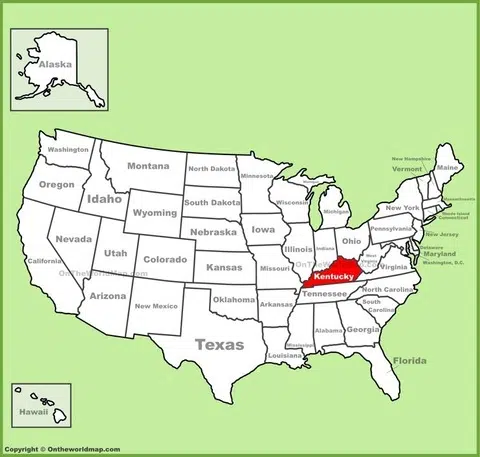 Alaska
Washington
Montana
North Dakota
Minnesota
New Hampshire
Vermont
Maine
Oregon
Idaho
South Dakota
Wisconsin
Michigan
New York
Massachusetts
Rhode Island
Connecticut
Wyoming
Nebraska
Iowa
Pennsylvania
New Jersey
Nevada
Utah
Colorado
Illinois
Indiana
Ohio
Delaware
Maryland
Washington, D.C.
California
OnTheWorldMap.com
Kansas
Missouri
Kentucky
West
Virginia
Virginia
Arizona
New Mexico
Oklahoma
Arkansas
Tennessee
North Carolina
South
Carolina
Texas
Louisiana
Mississippi
Alabama
Georgia
Florida
Hawaii
Copyright © Ontheworldmap.com